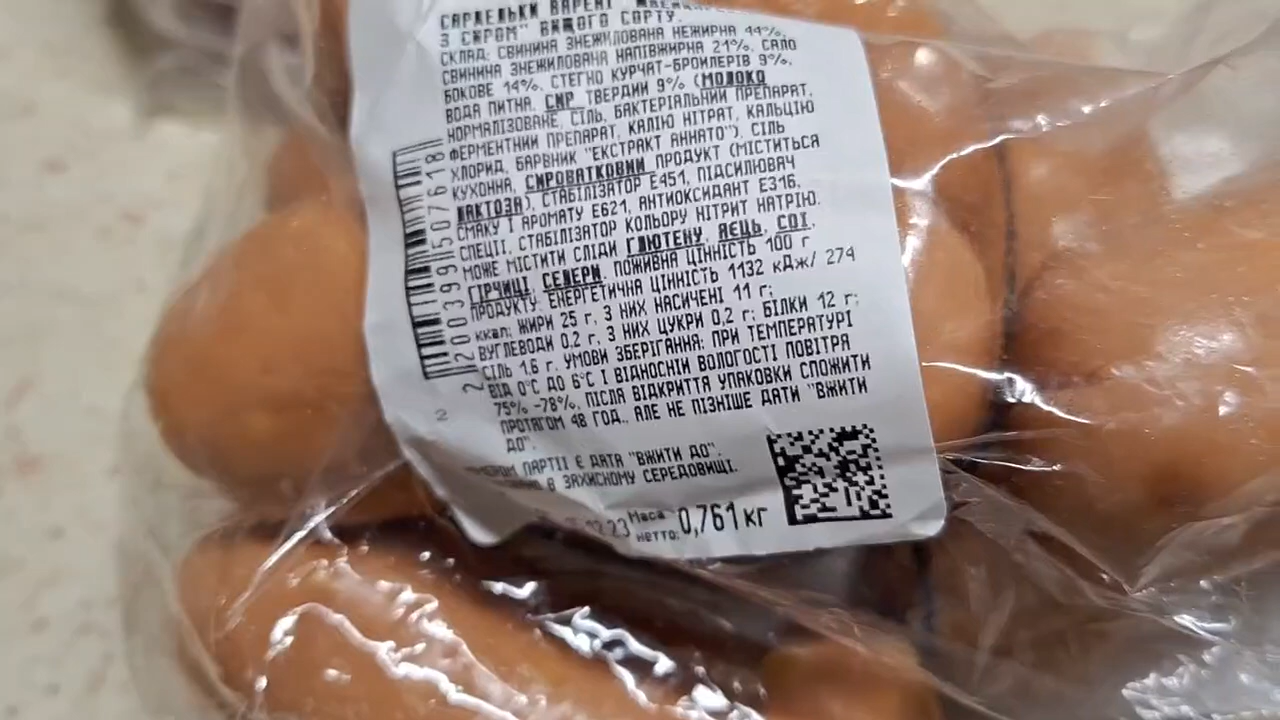 САРДЕЛЬКИ ВАРЕНІ
З СИРОМ" ВИЩОГО СОРТУ.
СКЛАД: СВИНИНА ЗНЕЖИЛОВАНА НЕЖИРНА 44%,
СВИНИНА ЗНЕЖИЛОВАНА НАПІВЖИРНА 21%, САЛО
БОКОВЕ 14%, СТЕГНО КУРЧАТ-БРОЙЛЕРІВ 9%,
ВОДА ПИТНА, СИР ТВЕРДИЙ 9% (МОЛОКО
НОРМАЛІЗОВАНЕ, СІЛЬ, БАКТЕРІАЛЬНИЙ ПРЕПАРАТ,
ФЕРМЕНТНИЙ ПРЕПАРАТ, КАЛІЮ НІТРАТ, КАЛЬЦІЮ
ХЛОРИД, БАРВНИК "ЕКСТРАКТ АННАТО"), СІЛЬ
КУХОННА, СИРОВАТКОВИЙ ПРОДУКТ (МІСТИТЬСЯ
ЛАКТОЗА), СТАБІЛІЗАТОР Е451, ПІДСИЛЮВАЧ
СМАКУ І АРОМАТУ Е621, АНТИОКСИДАНТ Е316,
СПЕЦІЇ, СТАБІЛІЗАТОР КОЛЬОРУ НІТРИТ НАТРІЮ.
МОЖЕ МІСТИТИ СЛІДИ ГЛЮТЕНУ, ЯЄЦЬ, СОЇ,
ГІРЧИЦІ, СЕЛЕРИ. ПОЖИВНА ЦІННІСТЬ 100 г
ПРОДУКТУ: ЕНЕРГЕТИЧНА ЦІННІСТЬ 1132 кДж/ 274
ккал; ЖИРИ 25 г, З НИХ НАСИЧЕНІ 11 г;
ВУГЛЕВОДИ 0,2 г, З НИХ ЦУКРИ 0,2 г; БІЛКИ 12 г;
СІЛЬ 1,6 г. УМОВИ ЗБЕРІГАННЯ: ПРИ ТЕМПЕРАТУРІ
ВІД 0°С ДО 6°С І ВІДНОСНІЙ ВОЛОГОСТІ ПОВІТРЯ
75% -78%. ПІСЛЯ ВІДКРИТТЯ УПАКОВКИ СПОЖИТИ
ПРОТЯГОМ 48 ГОД., АЛЕ НЕ ПІЗНІШЕ ДАТИ "ВЖИТИ
ДО".
ПАРТІЇ Є ДАТА "ВЖИТИ ДО".
В ЗАХИСНОМУ СЕРЕДОВИЩІ.
12.23 Маса нетто: 0,761 кг
2 200399 507618
2